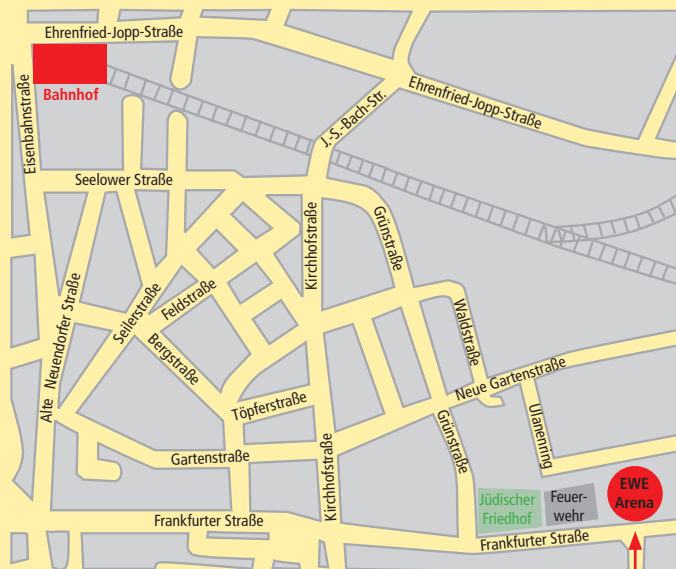 Ehrenfried-Jopp-Straße
Bahnhof
Eisenbahnstraße
Ehrenfried-Jopp-Straße
J.-S.-Bach-Str.
Seelower Straße
Kirchhofstraße
Grünstraße
Alte Neuendorfer Straße
Seilerstraße
Feldstraße
Bergstraße
Waldstraße
Neue Gartenstraße
Töpferstraße
Ulanenring
Gartenstraße
Kirchhofstraße
Grünstraße
Jüdischer
Friedhof
Feuer-
wehr
EWE
Arena
Frankfurter Straße
Frankfurter Straße